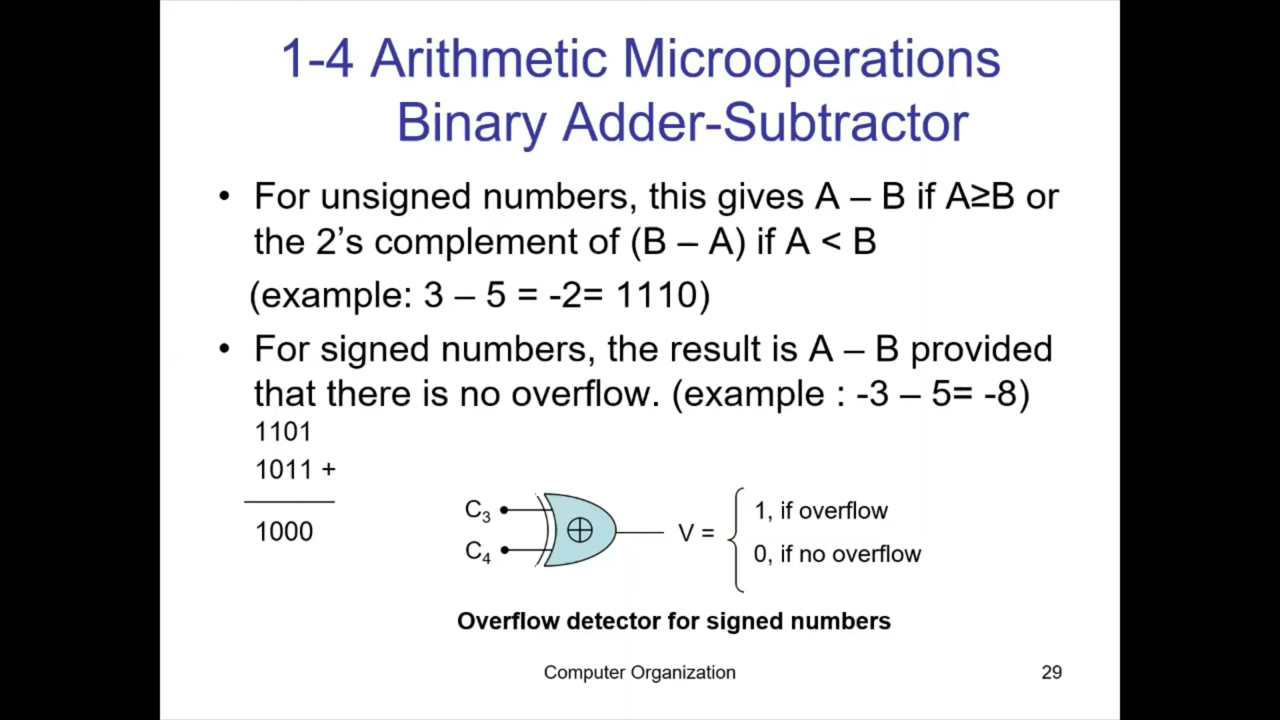 1-4 Arithmetic Microoperations
Binary Adder-Subtractor
• For unsigned numbers, this gives A – B if A≥B or
the 2’s complement of (B – A) if A < B
(example: 3 – 5 = -2= 1110)
• For signed numbers, the result is A – B provided
that there is no overflow. (example : -3 – 5= -8)
1101
1011 +
1000
C3
C4
V =
1, if overflow
0, if no overflow
Overflow detector for signed numbers
Computer Organization
29